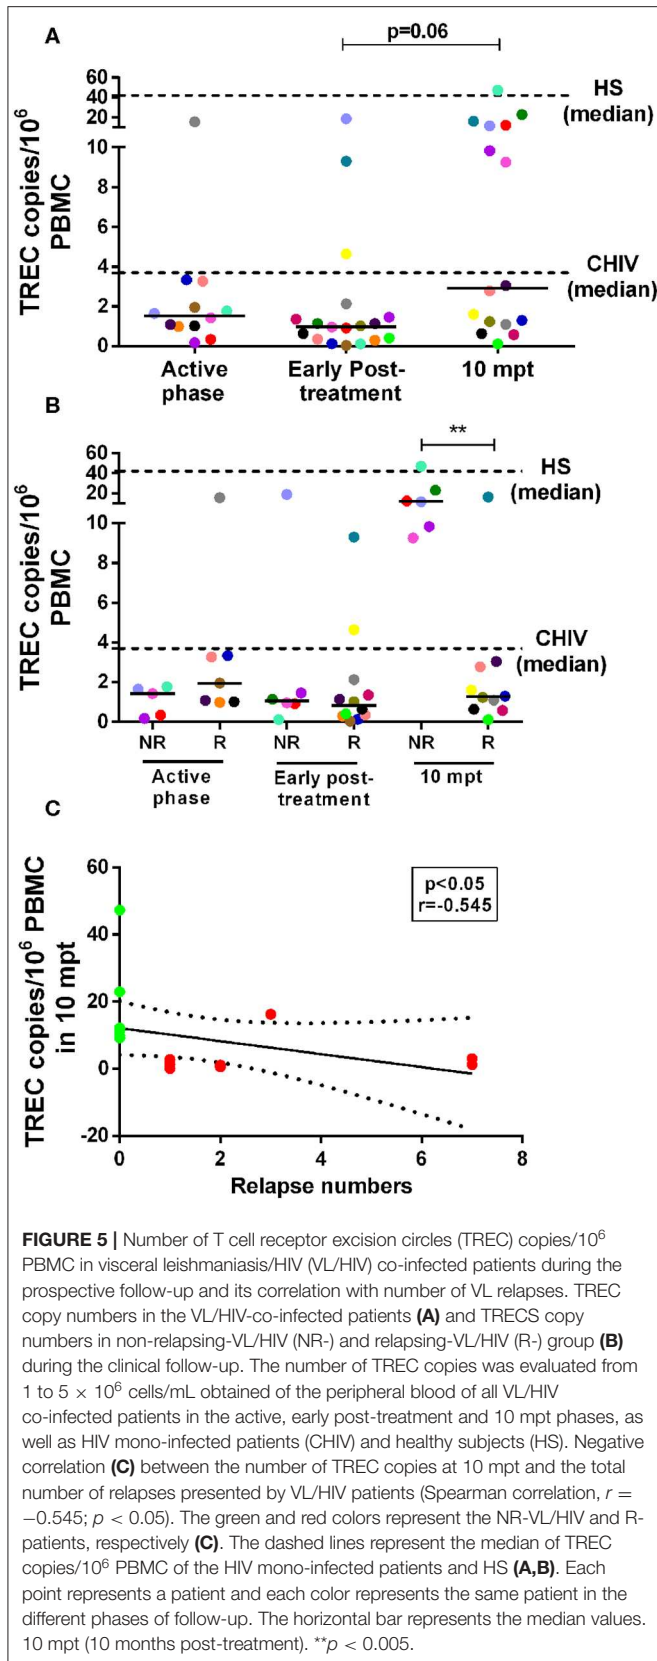 A
p=0.06
60
40
20
10
8
6
4
2
0
TREC copies/10⁶
PBMC
HS
(median)
CHIV
(median)
Active
phase
Early Post-
treatment
10 mpt
B
**
60
40
20
10
8
6
4
2
0
TREC copies/10⁶
PBMC
HS
(median)
CHIV
(median)
NR R NR R NR R
Active
phase
Early post-
treatment
10 mpt
C
TREC copies/10⁶ PBMC
in 10 mpt
60
40
20
0
-20
p<0.05
r=-0.545
0 2 4 6 8
Relapse numbers
FIGURE 5 | Number of T cell receptor excision circles (TREC) copies/10⁶
PBMC in visceral leishmaniasis/HIV (VL/HIV) co-infected patients during the
prospective follow-up and its correlation with number of VL relapses. TREC
copy numbers in the VL/HIV-co-infected patients (A) and TRECS copy
numbers in non-relapsing-VL/HIV (NR-) and relapsing-VL/HIV (R-) group (B)
during the clinical follow-up. The number of TREC copies was evaluated from
1 to 5 × 10⁶ cells/mL obtained of the peripheral blood of all VL/HIV
co-infected patients in the active, early post-treatment and 10 mpt phases, as
well as HIV mono-infected patients (CHIV) and healthy subjects (HS). Negative
correlation (C) between the number of TREC copies at 10 mpt and the total
number of relapses presented by VL/HIV patients (Spearman correlation, r =
−0.545; p < 0.05). The green and red colors represent the NR-VL/HIV and R-
patients, respectively (C). The dashed lines represent the median of TREC
copies/10⁶ PBMC of the HIV mono-infected patients and HS (A,B). Each
point represents a patient and each color represents the same patient in the
different phases of follow-up. The horizontal bar represents the median values.
10 mpt (10 months post-treatment). **p < 0.005.